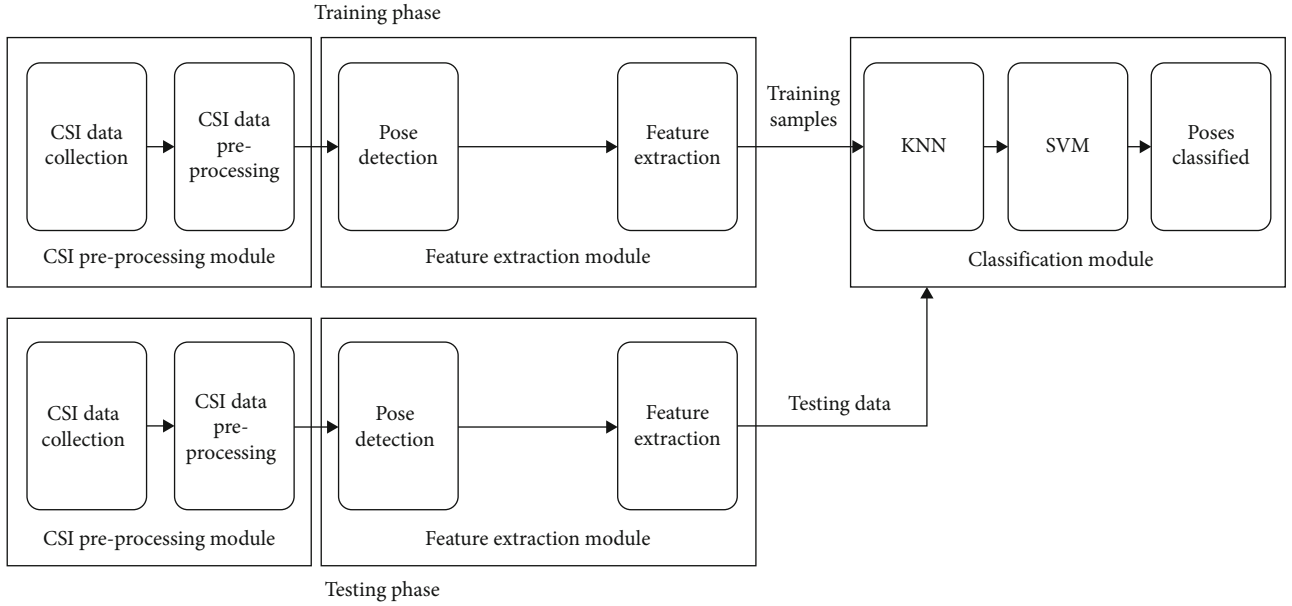 Training phase
CSI data
collection
CSI data
pre-
processing
CSI pre-processing module
Pose
detection
Feature
extraction
Feature extraction module
Training
samples
KNN
SVM
Poses
classified
Classification module
CSI data
collection
CSI data
pre-
processing
CSI pre-processing module
Pose
detection
Feature
extraction
Feature extraction module
Testing data
Testing phase